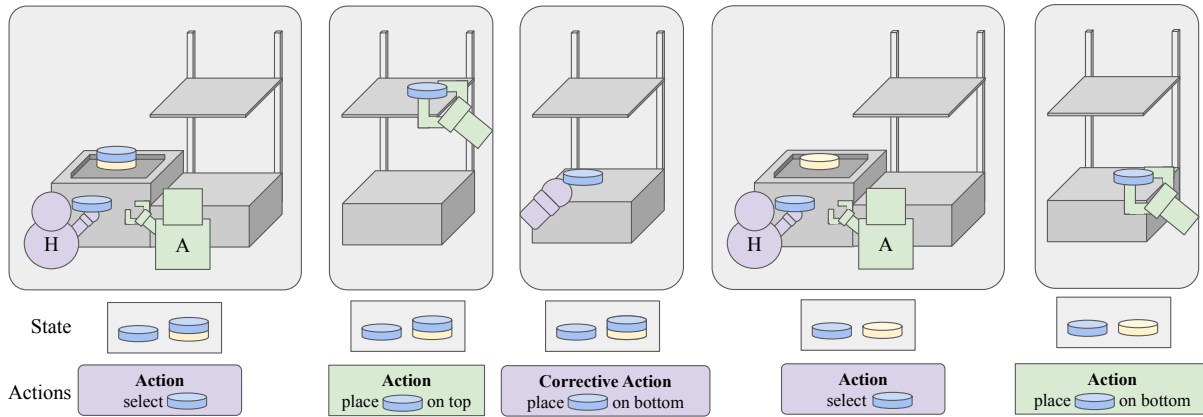 H
A
H
A
State
Actions
Action
select
Action
place on top
Corrective Action
place on bottom
Action
select
Action
place on bottom